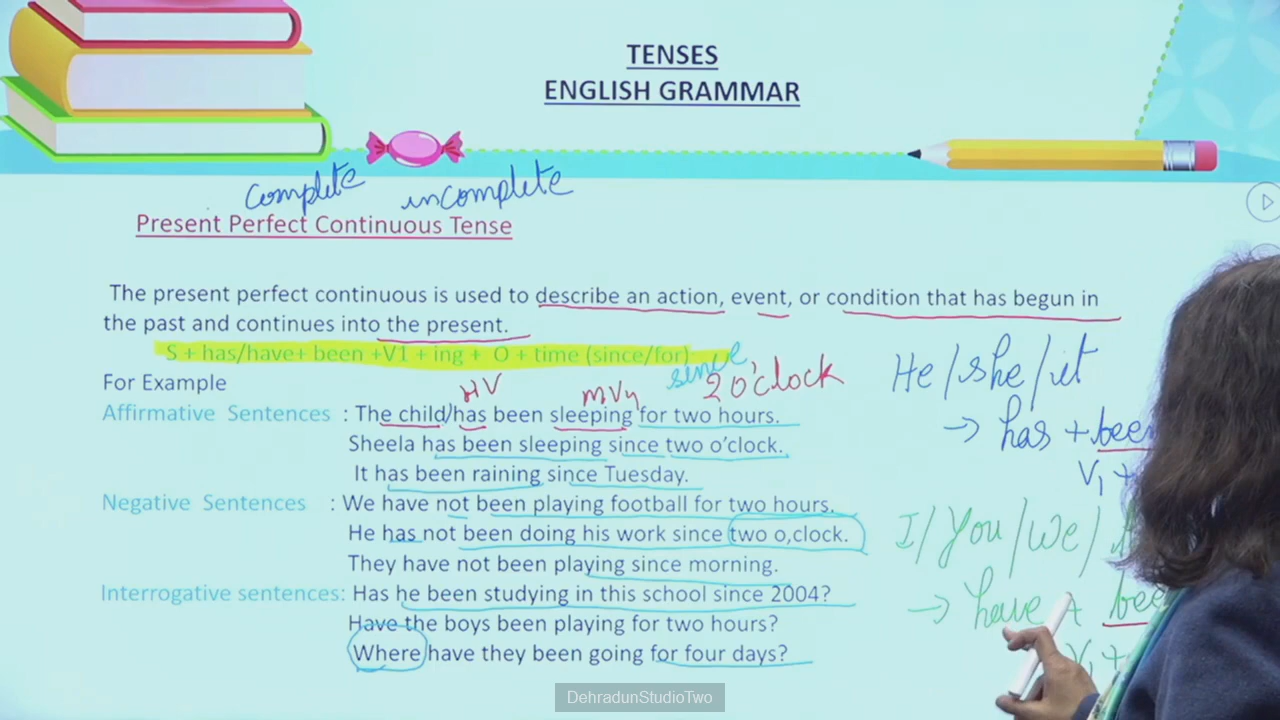 TENSES
ENGLISH GRAMMAR
complete incomplete
Present Perfect Continuous Tense
The present perfect continuous is used to describe an action, event, or condition that has begun in
the past and continues into the present.
S + has/have+ been +V1 + ing + O + time (since/for)
since
He/she/it
For Example
HV
2 o'clock
Affirmative Sentences : The child/has been sleeping for two hours.
→ has + been
Sheela has been sleeping since two o'clock.
It has been raining since Tuesday.
V1 +
Negative Sentences : We have not been playing football for two hours.
He has not been doing his work since two o,clock.
I/You/We/
They have not been playing since morning.
Interrogative sentences: Has he been studying in this school since 2004?
→ have + bee
Have the boys been playing for two hours?
Where have they been going for four days?
V1 +
DehradunStudioTwo